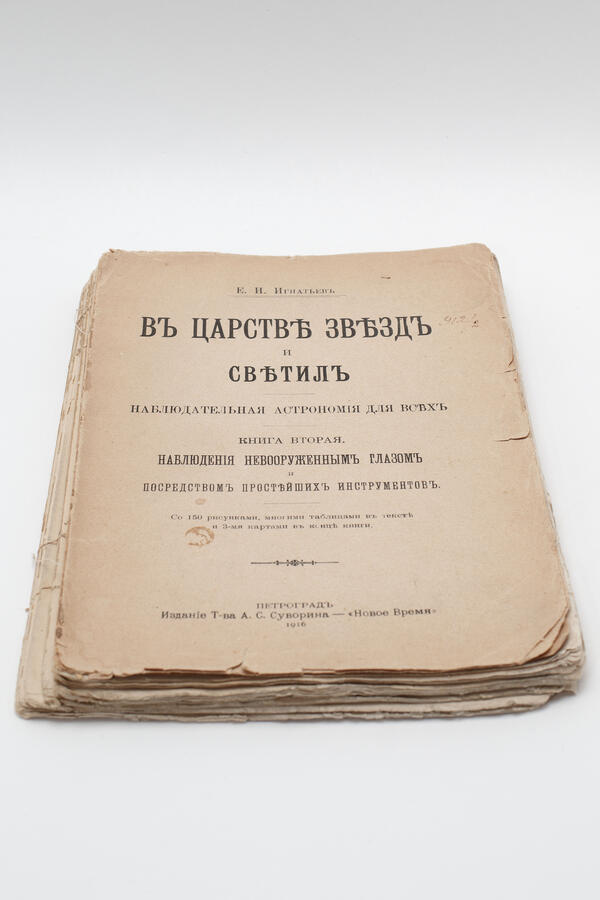 Е. И. Игнатьевъ.
ВЪ ЦАРСТВѢ ЗВѢЗДЪ
И
СВѢТИЛЪ
НАБЛЮДАТЕЛЬНАЯ АСТРОНОМІЯ ДЛЯ ВСѢХЪ
КНИГА ВТОРАЯ.
НАБЛЮДЕНІЯ НЕВООРУЖЕННЫМЪ ГЛАЗОМЪ
И
ПОСРЕДСТВОМЪ ПРОСТѢЙШИХЪ ИНСТРУМЕНТОВЪ.
Со 150 рисунками, многими таблицами въ текстѣ
и 3-мя картами въ концѣ книги.
ПЕТРОГРАДЪ
Изданіе Т-ва А. С. Суворина — «Новое Время»
1916